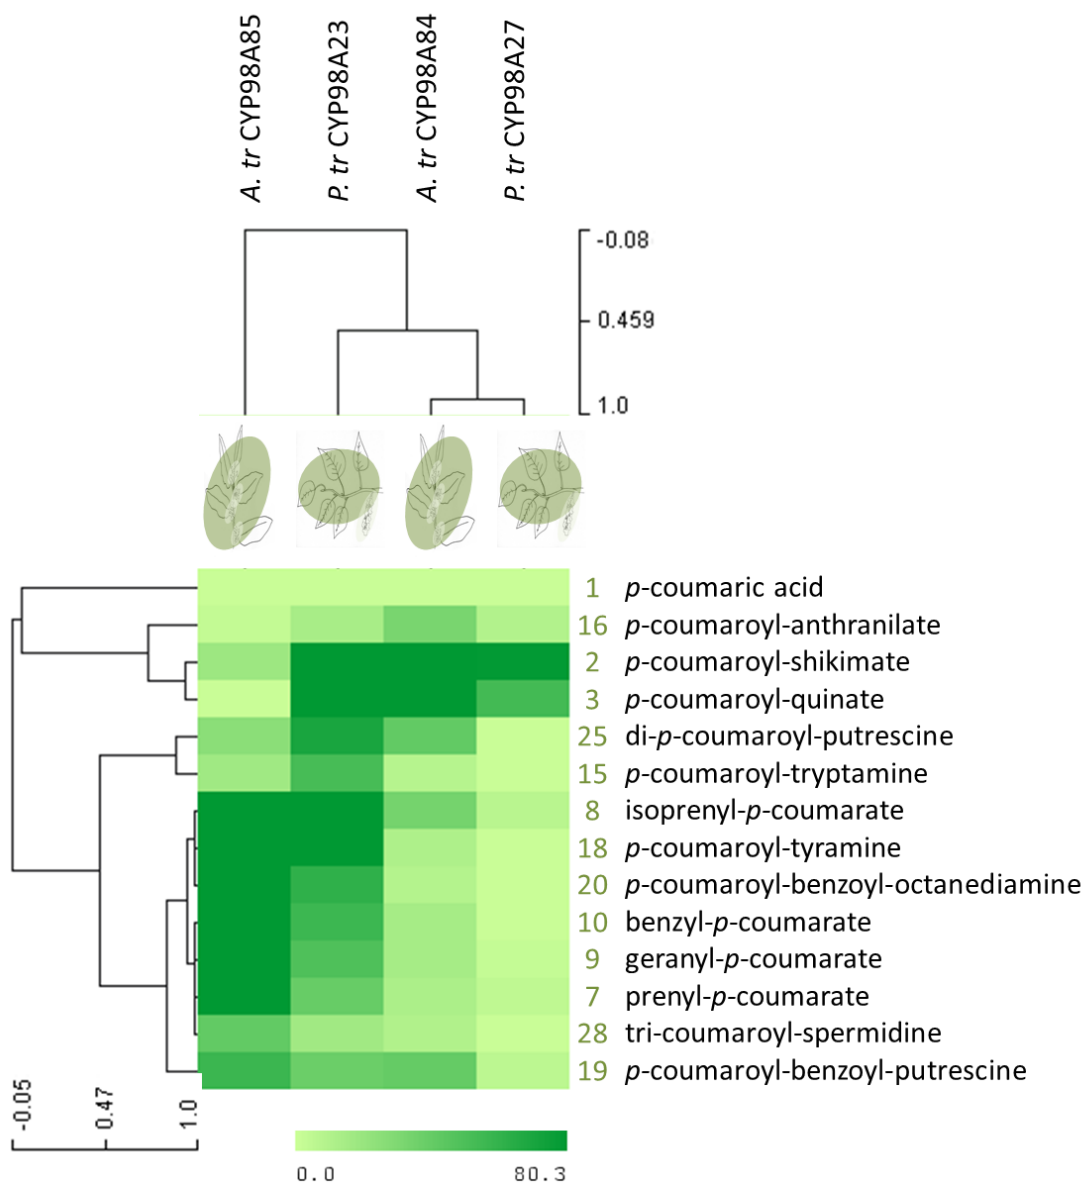 A. tr CYP98A85
P. tr CYP98A23
A. tr CYP98A84
P. tr CYP98A27
-0.08
0.459
1.0
1 p-coumaric acid
16 p-coumaroyl-anthranilate
2 p-coumaroyl-shikimate
3 p-coumaroyl-quinate
25 di-p-coumaroyl-putrescine
15 p-coumaroyl-tryptamine
8 isoprenyl-p-coumarate
18 p-coumaroyl-tyramine
20 p-coumaroyl-benzoyl-octanediamine
10 benzyl-p-coumarate
9 geranyl-p-coumarate
7 prenyl-p-coumarate
28 tri-coumaroyl-spermidine
19 p-coumaroyl-benzoyl-putrescine
-0.05
0.47
1.0
0.0 80.3